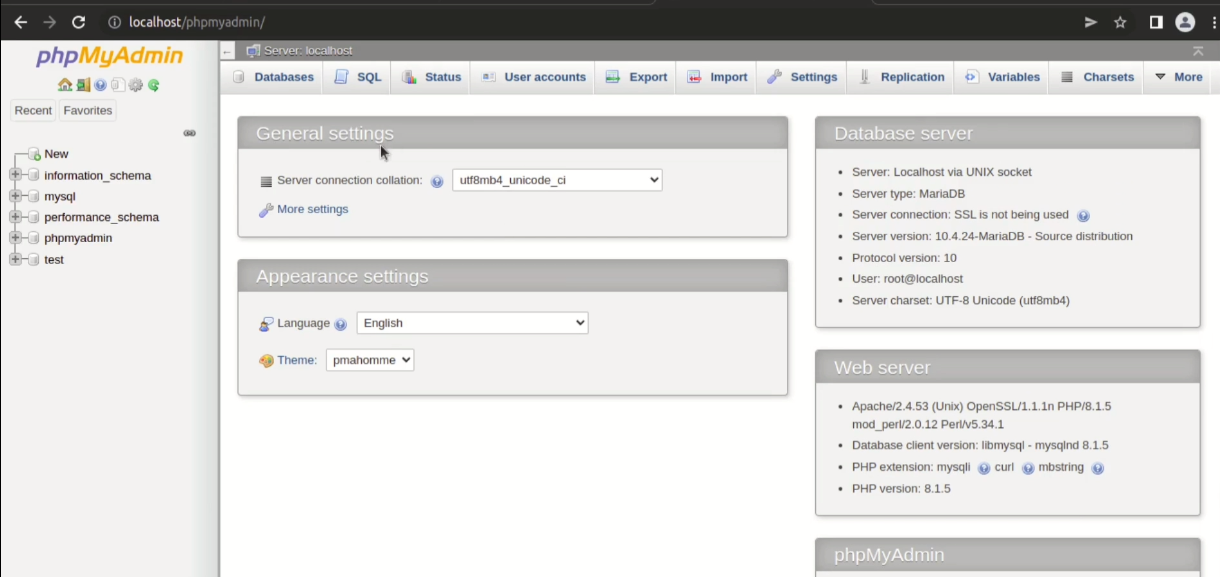 localhost/phpmyadmin/
phpMyAdmin
Recent Favorites
New
information_schema
mysql
performance_schema
phpmyadmin
test
Server: localhost
Databases SQL Status User accounts Export Import Settings Replication Variables Charsets More
General settings
Server connection collation: utf8mb4_unicode_ci
More settings
Appearance settings
Language English
Theme: pmahomme
Database server
Server: Localhost via UNIX socket
Server type: MariaDB
Server connection: SSL is not being used
Server version: 10.4.24-MariaDB - Source distribution
Protocol version: 10
User: root@localhost
Server charset: UTF-8 Unicode (utf8mb4)
Web server
Apache/2.4.53 (Unix) OpenSSL/1.1.1n PHP/8.1.5
mod_perl/2.0.12 Perl/v5.34.1
Database client version: libmysql - mysqlnd 8.1.5
PHP extension: mysqli curl mbstring
PHP version: 8.1.5
phpMyAdmin